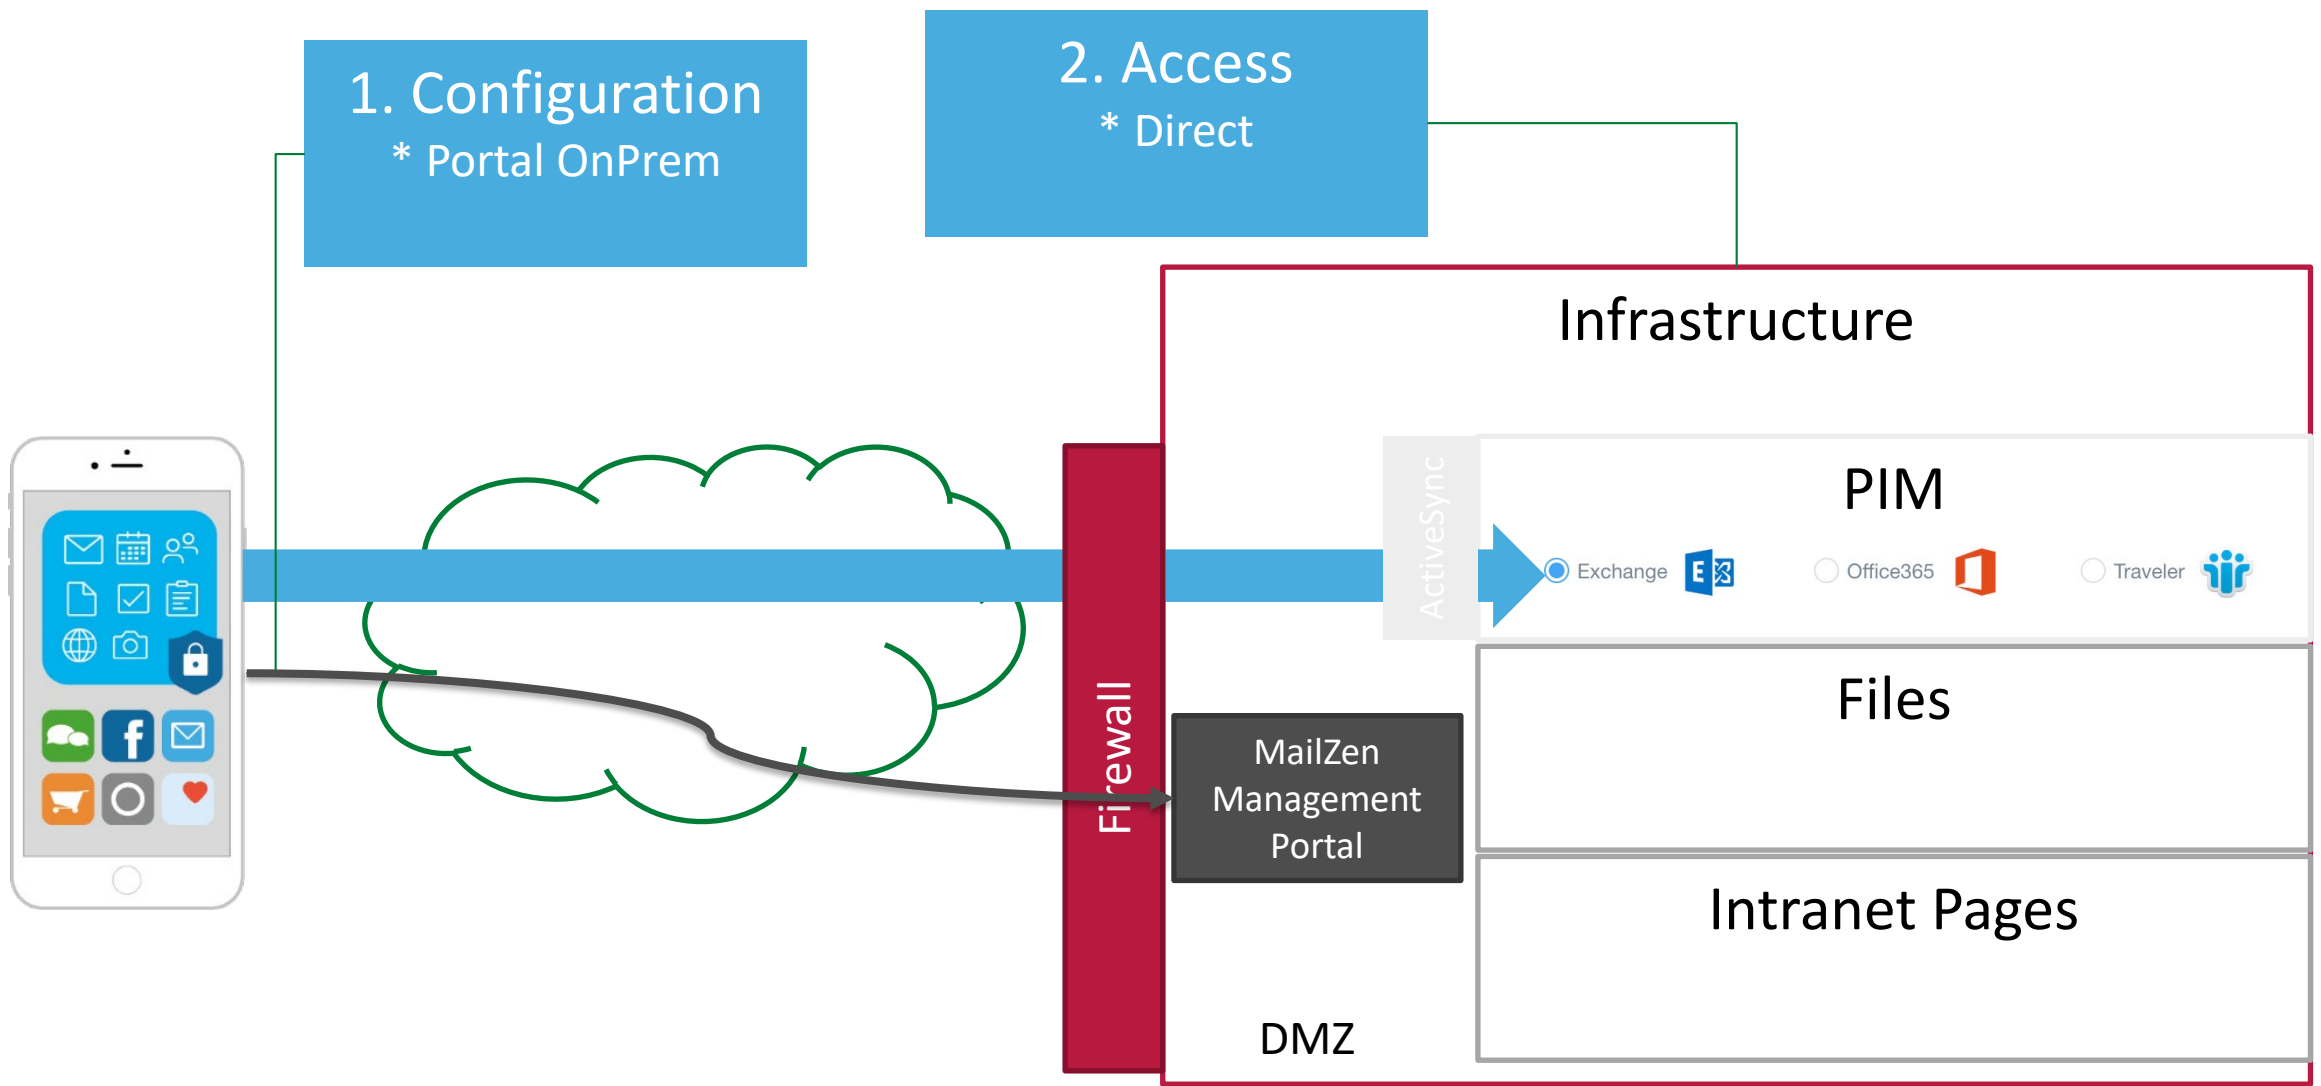 1. Configuration
* Portal OnPrem
2. Access
* Direct
Infrastructure
Firewall
ActiveSync
PIM
Exchange
E
Office365
Traveler
Files
MailZen
Management
Portal
Intranet Pages
DMZ
f